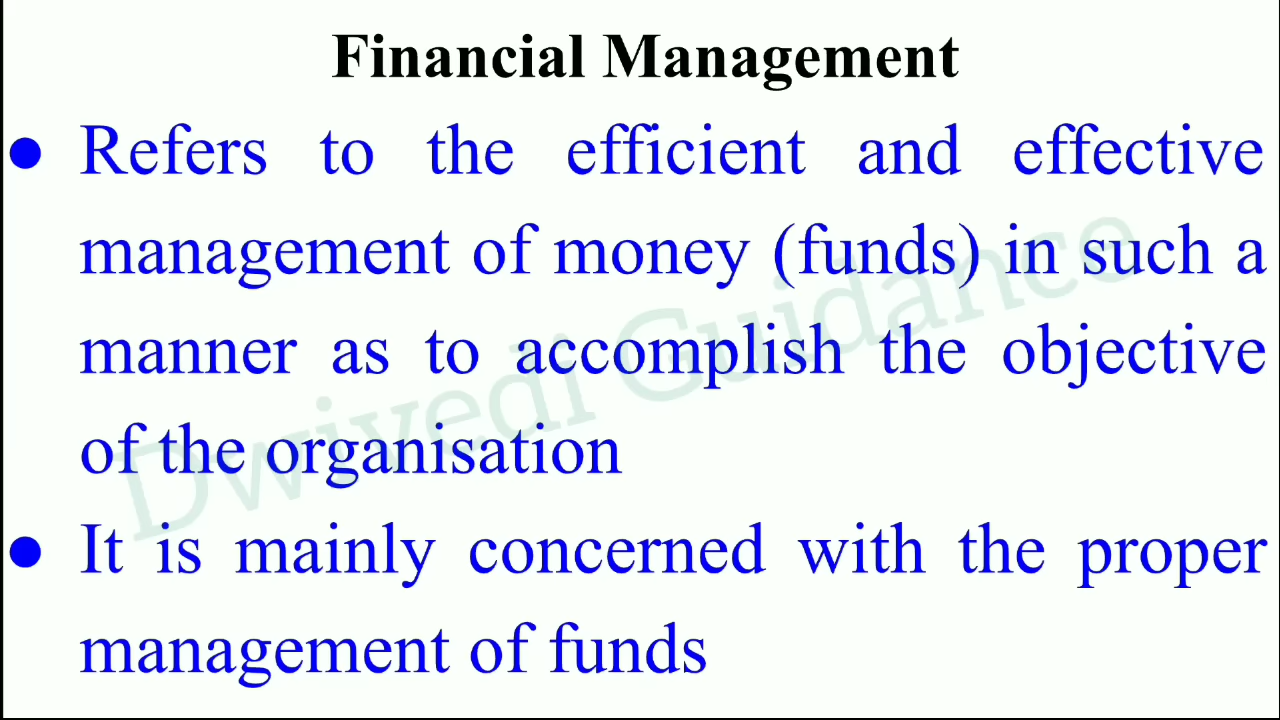 Financial Management
● Refers to the efficient and effective
management of money (funds) in such a
manner as to accomplish the objective
of the organisation
● It is mainly concerned with the proper
management of funds
Dwivedi Guidance